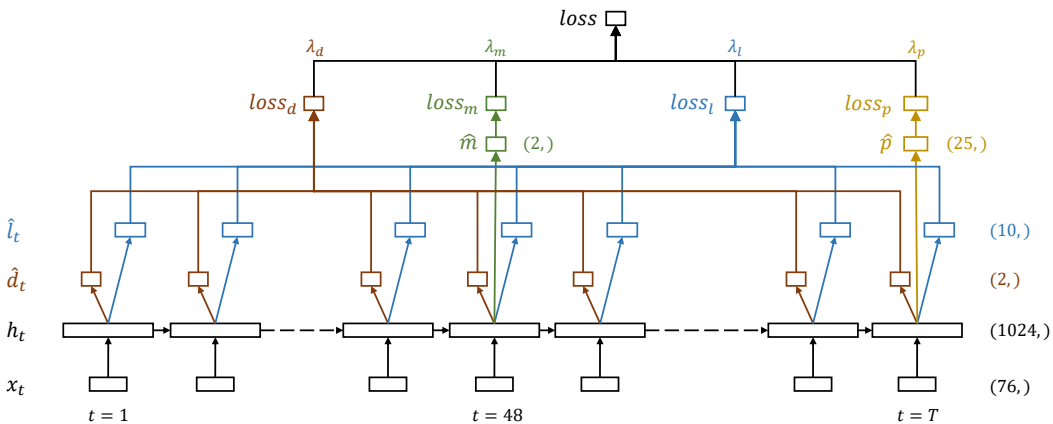 loss
λ_d λ_m λ_l λ_p
loss_d loss_m loss_l loss_p
m̂ (2,) p̂ (25,)
l̂_t (10,)
d̂_t (2,)
h_t (1024,)
x_t (76,)
t = 1 t = 48 t = T